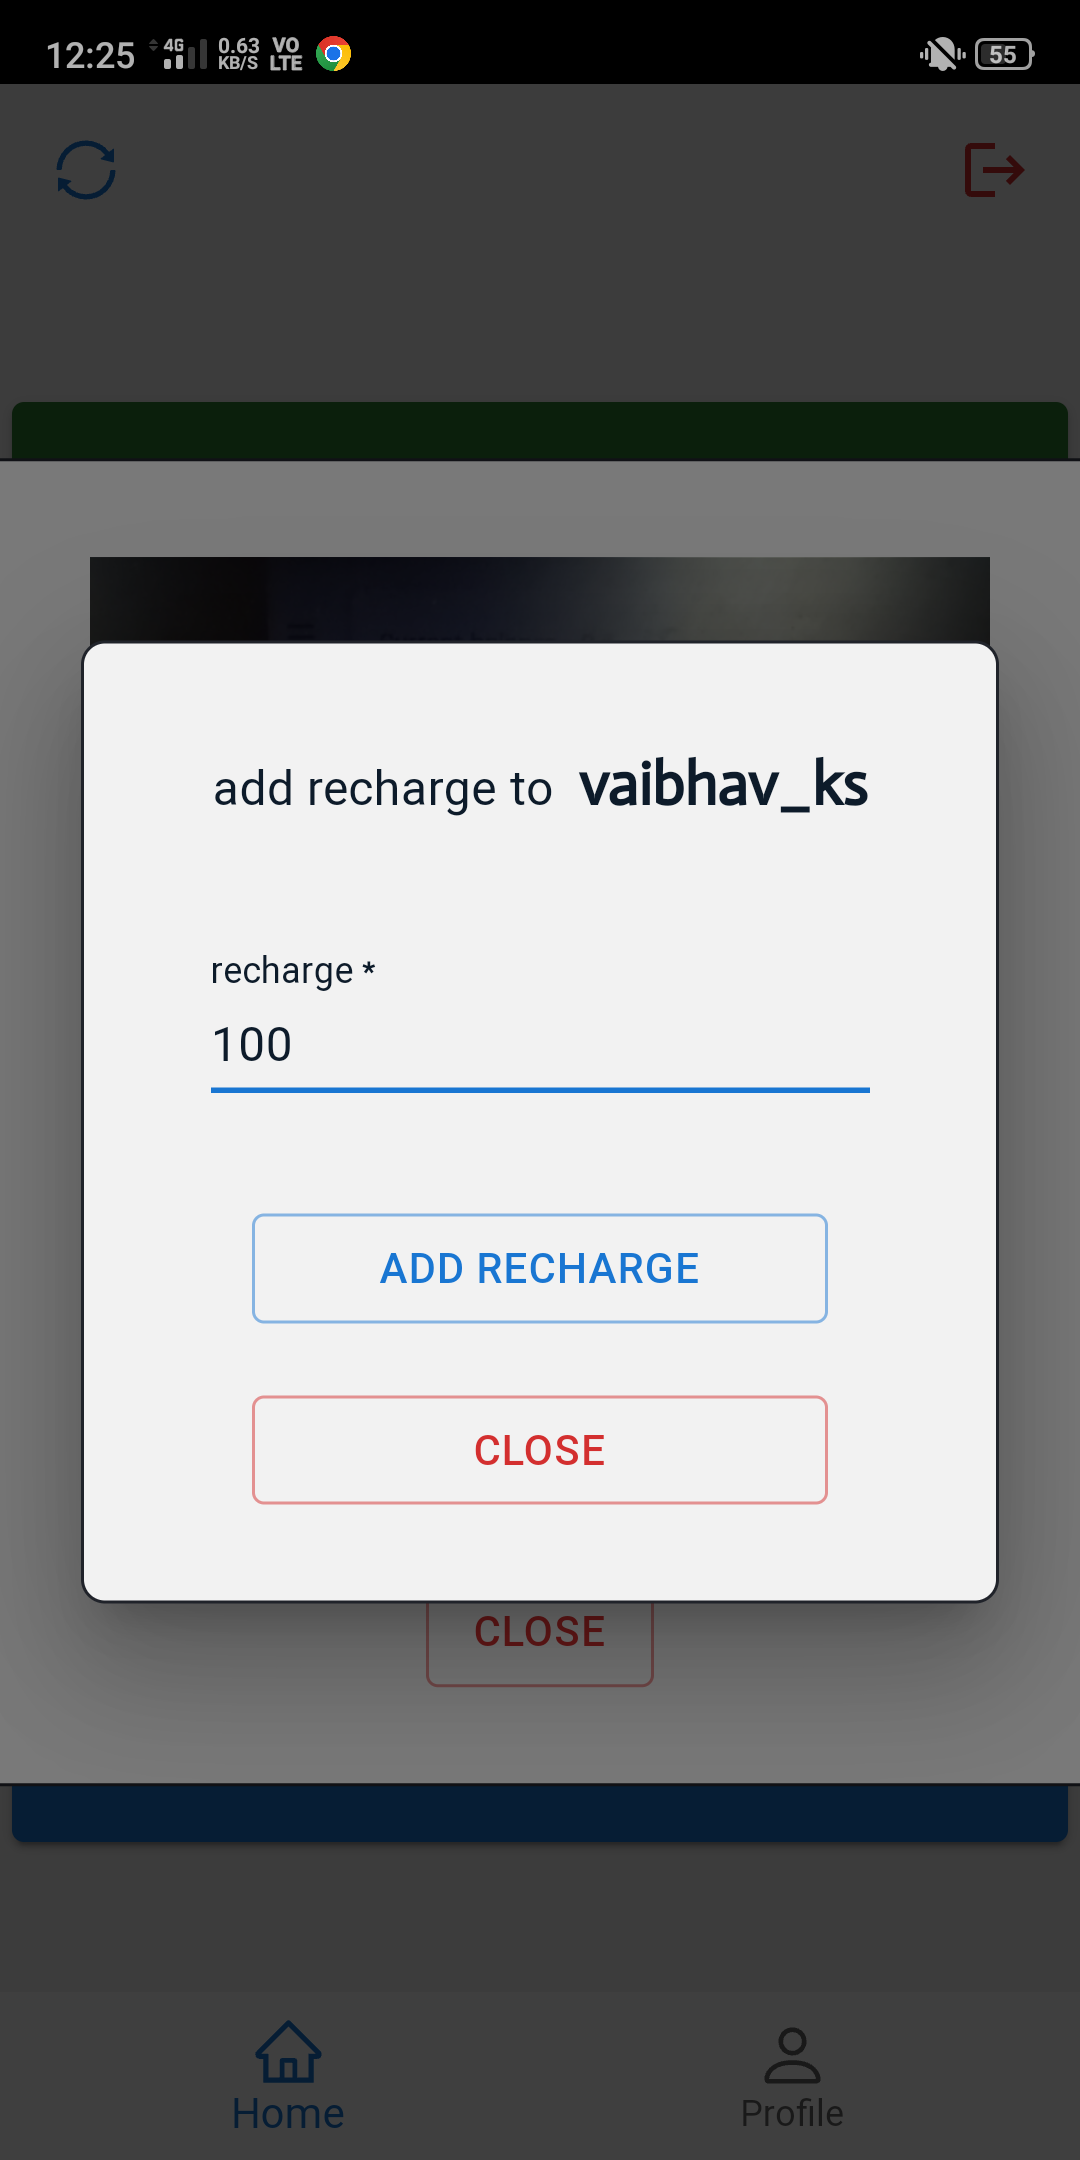 12:25 4G 0.63 KB/S VO LTE 55
add recharge to vaibhav_ks
recharge *
100
ADD RECHARGE
CLOSE
CLOSE
Home Profile